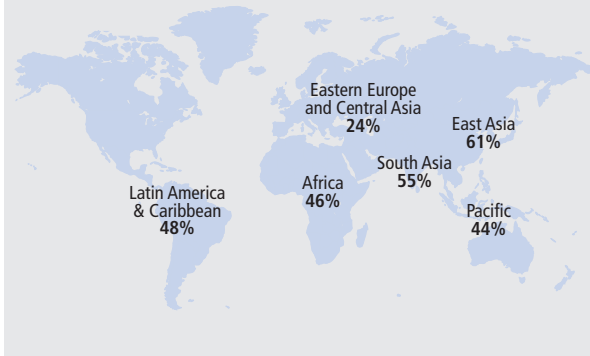 Eastern Europe
and Central Asia
24%
East Asia
61%
South Asia
55%
Africa
46%
Latin America
& Caribbean
48%
Pacific
44%